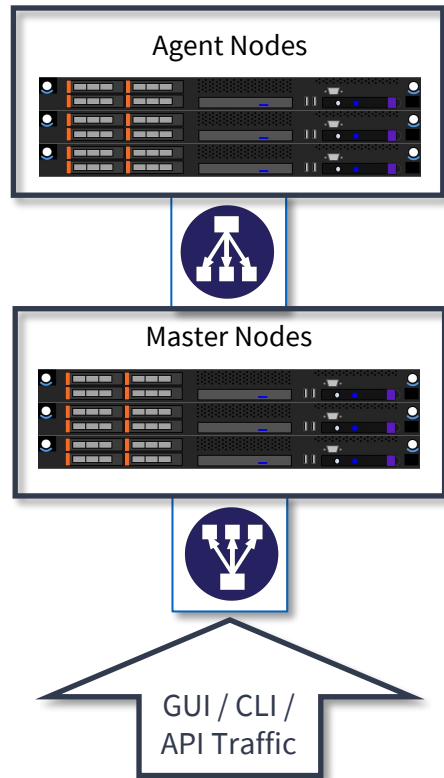 Agent Nodes
Master Nodes
GUI / CLI /
API Traffic